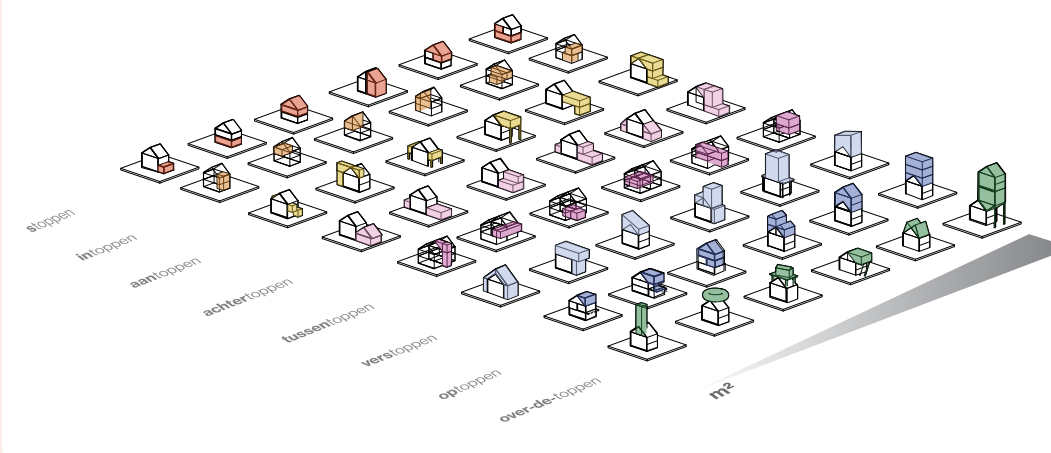 stoppen
intoppen
aantoppen
achtertoppen
tussentoppen
verstoppen
optoppen
over-de-toppen
m²